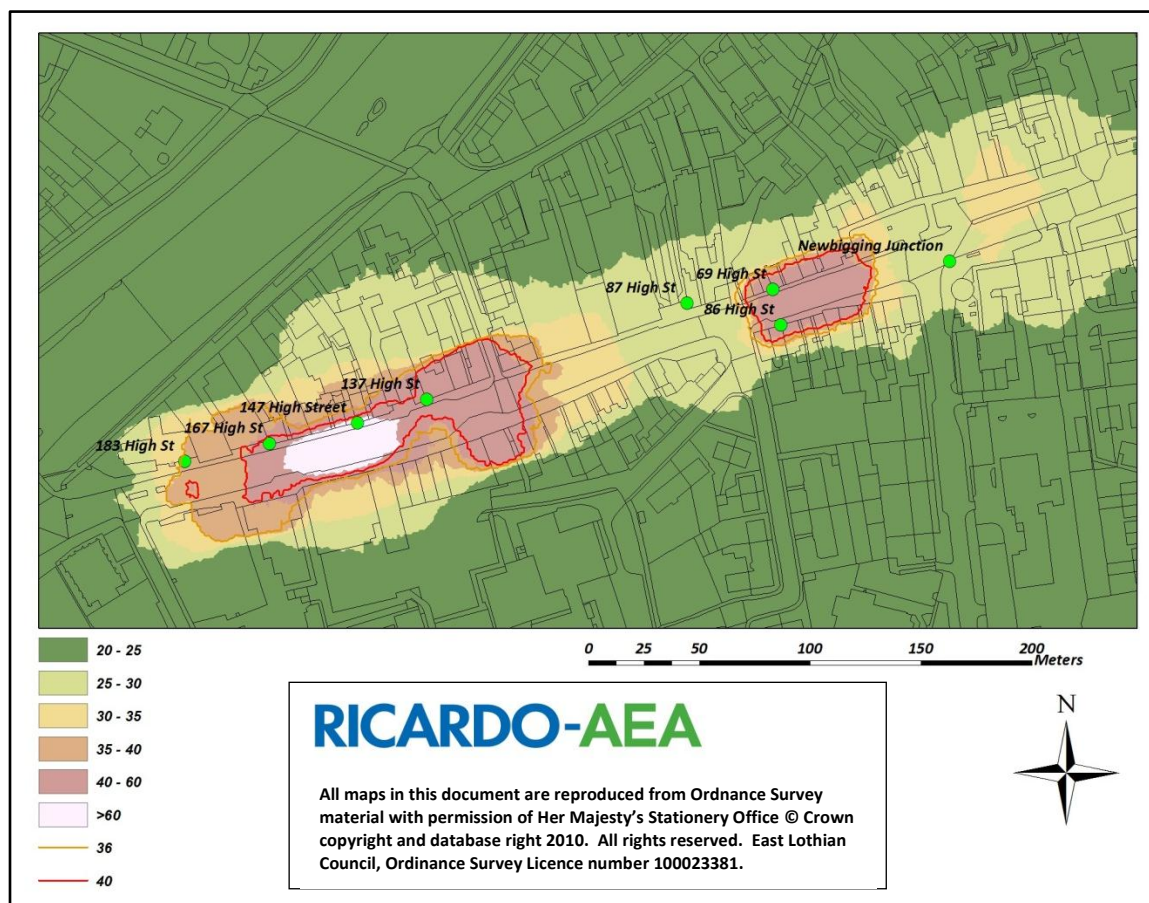 Newbigging Junction
69 High St
87 High St
86 High St
137 High St
147 High Street
167 High St
183 High St
20 - 25
25 - 30
30 - 35
35 - 40
40 - 60
>60
36
40
0 25 50 100 150 200
Meters
N
RICARDO-AEA
All maps in this document are reproduced from Ordnance Survey
material with permission of Her Majesty’s Stationery Office © Crown
copyright and database right 2010.  All rights reserved.  East Lothian
Council, Ordinance Survey Licence number 100023381.